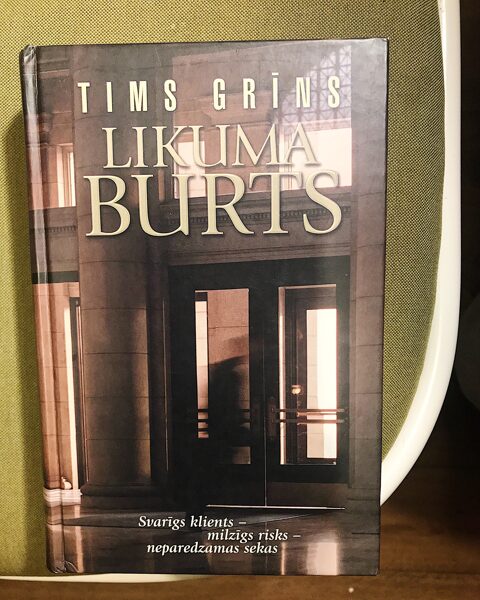 TIMS GRĪNS
LIKUMA
BURTS
Svarīgs klients –
milzīgs risks –
neparedzamas sekas